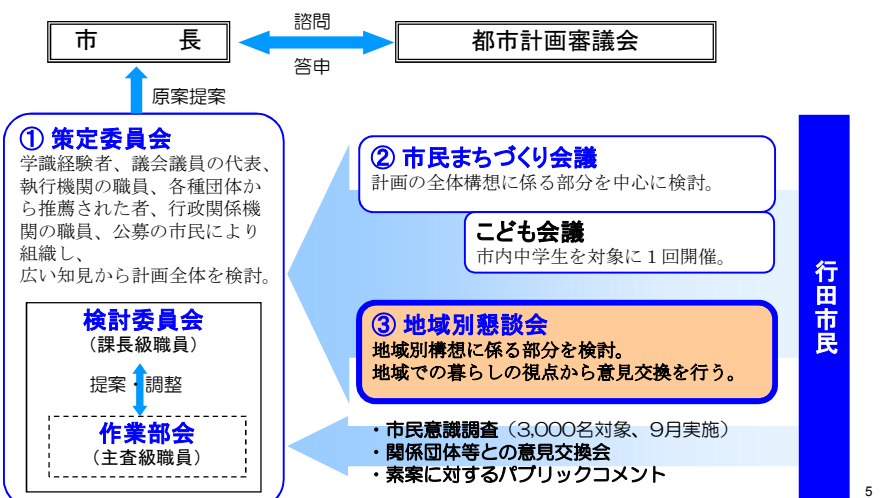 諮問
市　　長
都市計画審議会
答申
原案提案
① 策定委員会
学識経験者、議会議員の代表、
執行機関の職員、各種団体か
ら推薦された者、行政関係機
関の職員、公募の市民により
組織し、
広い知見から計画全体を検討。
検討委員会
（課長級職員）
提案・調整
作業部会
（主査級職員）
② 市民まちづくり会議
計画の全体構想に係る部分を中心に検討。
こども会議
市内中学生を対象に１回開催。
③ 地域別懇談会
地域別構想に係る部分を検討。
地域での暮らしの視点から意見交換を行う。
・市民意識調査（3,000名対象、9月実施）
・関係団体等との意見交換会
・素案に対するパブリックコメント
行田市民
5